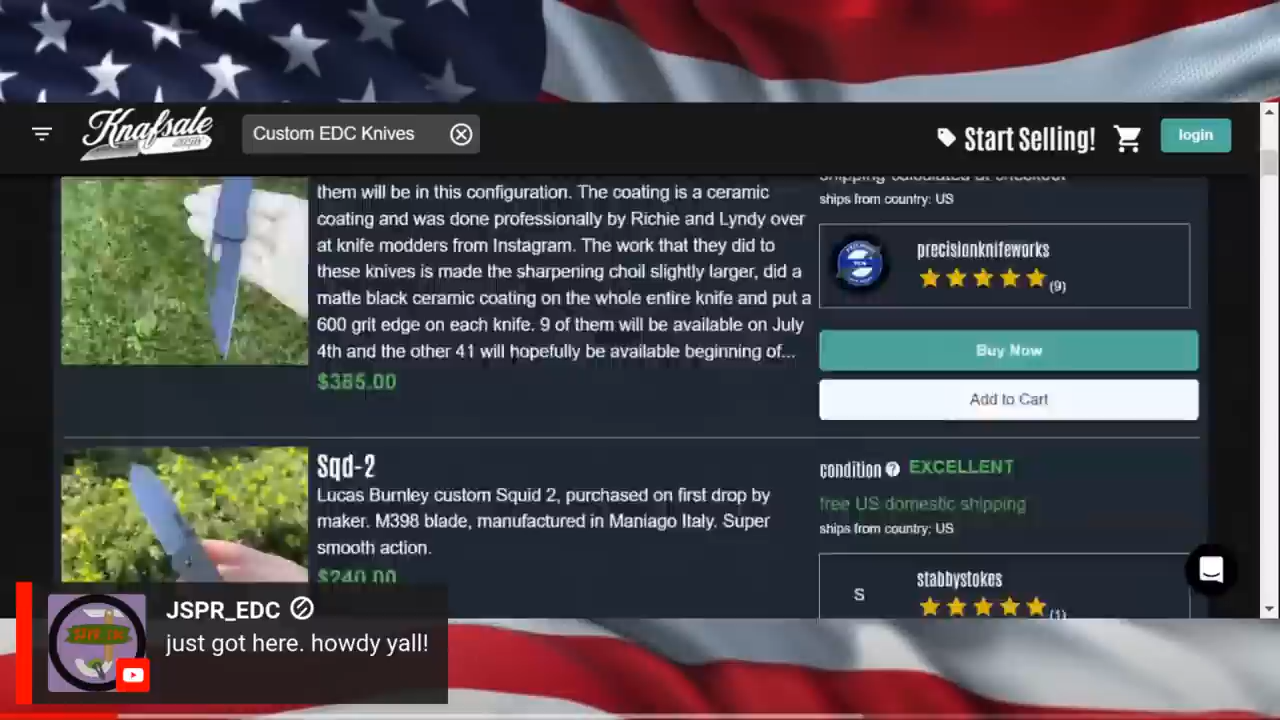 Knafsale
Custom EDC Knives
Start Selling!
login
them will be in this configuration. The coating is a ceramic
coating and was done professionally by Richie and Lyndy over
at knife modders from Instagram. The work that they did to
these knives is made the sharpening choil slightly larger, did a
matte black ceramic coating on the whole entire knife and put a
600 grit edge on each knife. 9 of them will be available on July
4th and the other 41 will hopefully be available beginning of...
$385.00
shipping calculated at checkout
ships from country: US
precisionknifeworks
(9)
Buy Now
Add to Cart
Sqd-2
Lucas Burnley custom Squid 2, purchased on first drop by
maker. M398 blade, manufactured in Maniago Italy. Super
smooth action.
$240.00
condition ? EXCELLENT
free US domestic shipping
ships from country: US
S
stabbystokes
(1)
JSPR_EDC
just got here. howdy yall!